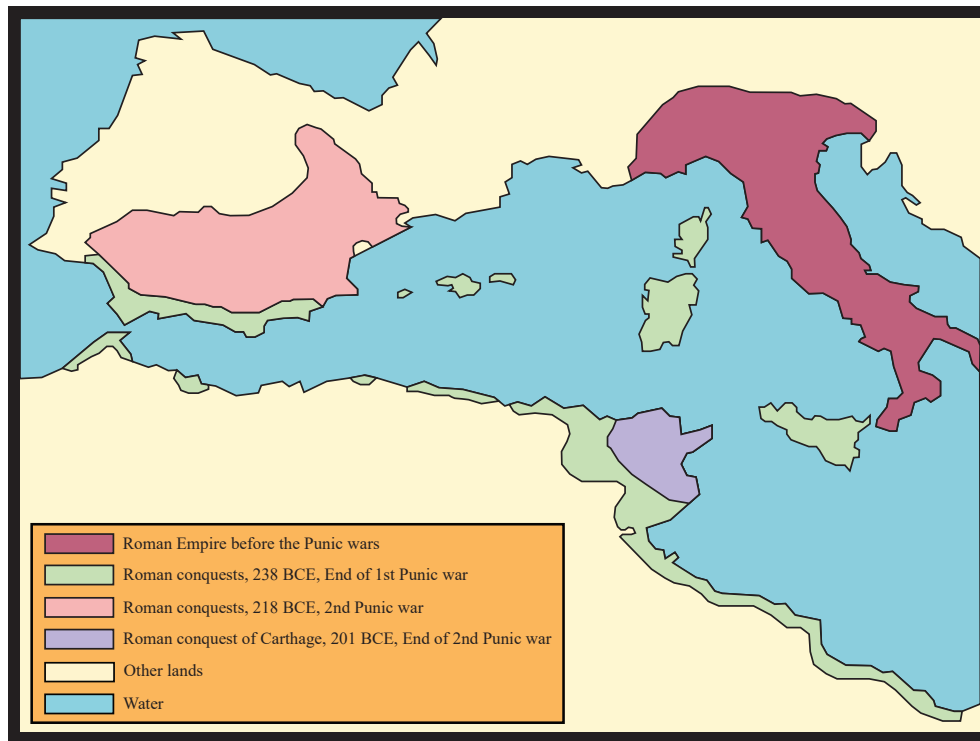 Roman Empire before the Punic wars
Roman conquests, 238 BCE, End of 1st Punic war
Roman conquests, 218 BCE, 2nd Punic war
Roman conquest of Carthage, 201 BCE, End of 2nd Punic war
Other lands
Water